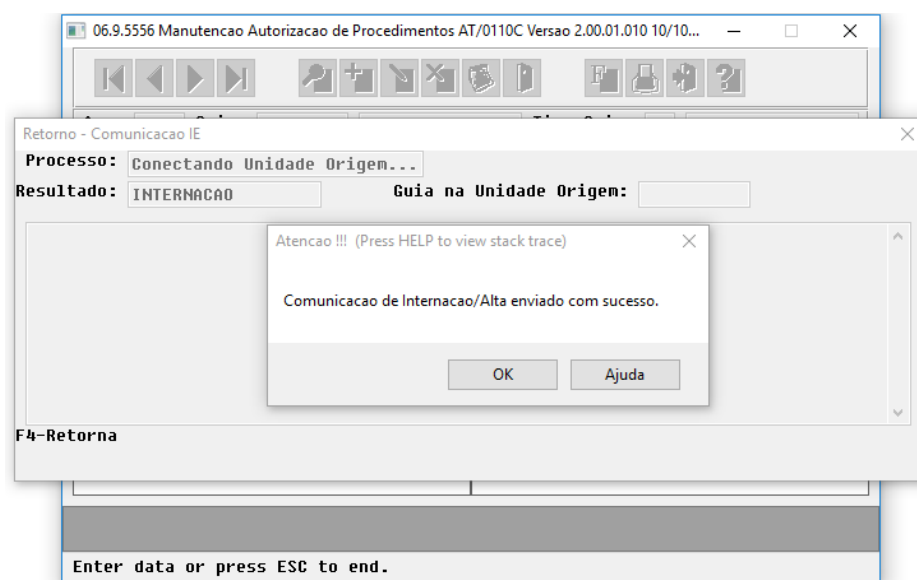 06.9.5556 Manutencao Autorizacao de Procedimentos AT/0110C Versao 2.00.01.010 10/10...
Retorno - Comunicacao IE
Processo: Conectando Unidade Origem...
Resultado: INTERNACAO Guia na Unidade Origem:
Atencao !!! (Press HELP to view stack trace)
Comunicacao de Internacao/Alta enviado com sucesso.
OK Ajuda
F4-Retorna
Enter data or press ESC to end.